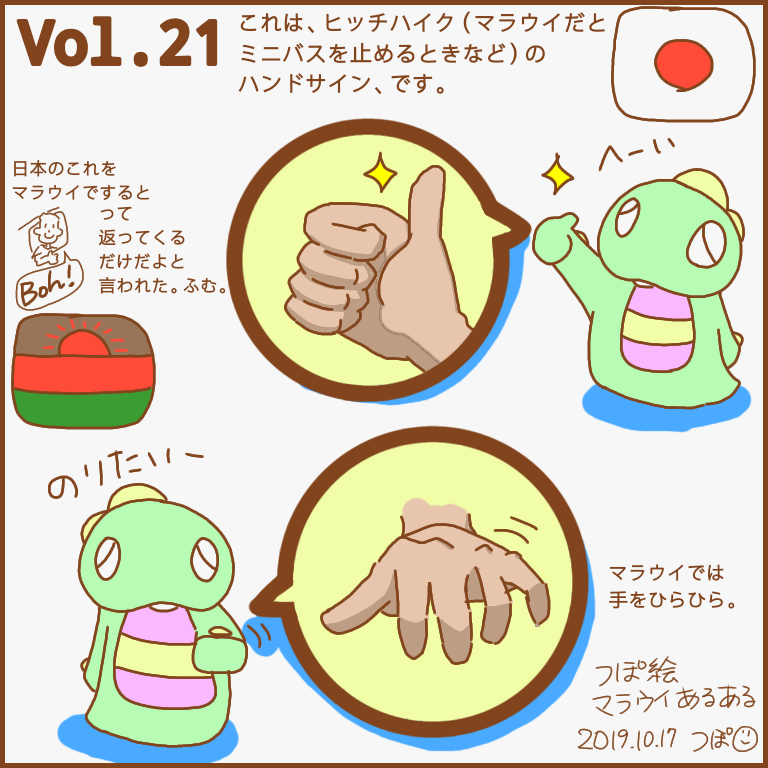 Vol.21
これは、ヒッチハイク（マラウイだと
ミニバスを止めるときなど）の
ハンドサイン、です。
へーい
日本のこれを
マラウイですると
って
返ってくる
だけだよと
言われた。ふむ。
Boh!
のりたいー
マラウイでは
手をひらひら。
つぽ絵
マラウイあるある
2019.10.17 つぽ